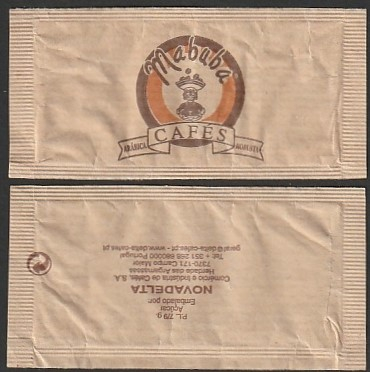 Mababa
CAFÉS
ARÁBICA
ROBUSTA
P.L. 7/9 g.
Açúcar
Embalado por:
NOVADELTA
Comércio e Indústria de Cafés, S.A.
Herdade das Argamassas
7370-171 Campo Maior
Tel. + 351 268 680000 Portugal
geral@delta-cafes.pt - www.delta-cafes.pt